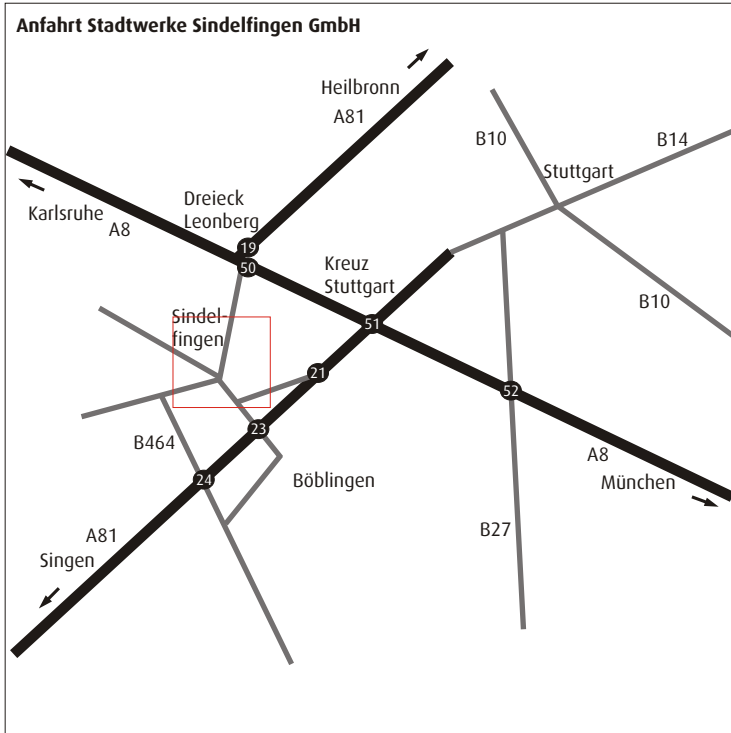 Anfahrt Stadtwerke Sindelfingen GmbH
Heilbronn
A81
B10
B14
Stuttgart
Karlsruhe
A8
Dreieck
Leonberg
19
50
Kreuz
Stuttgart
51
B10
Sindel-
fingen
21
52
23
B464
24
Böblingen
A8
München
B27
A81
Singen